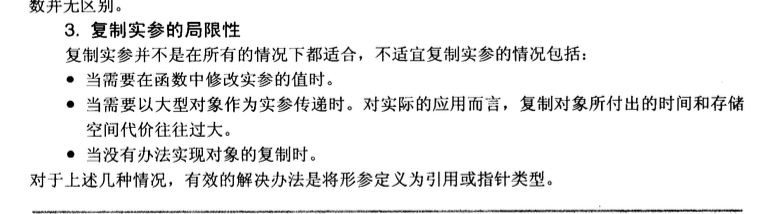 数并无区别。
3. 复制实参的局限性
复制实参并不是在所有的情况下都适合，不适宜复制实参的情况包括：
● 当需要在函数中修改实参的值时。
● 当需要以大型对象作为实参传递时。对实际的应用而言，复制对象所付出的时间和存储
空间代价往往过大。
● 当没有办法实现对象的复制时。
对于上述几种情况，有效的解决办法是将形参定义为引用或指针类型。